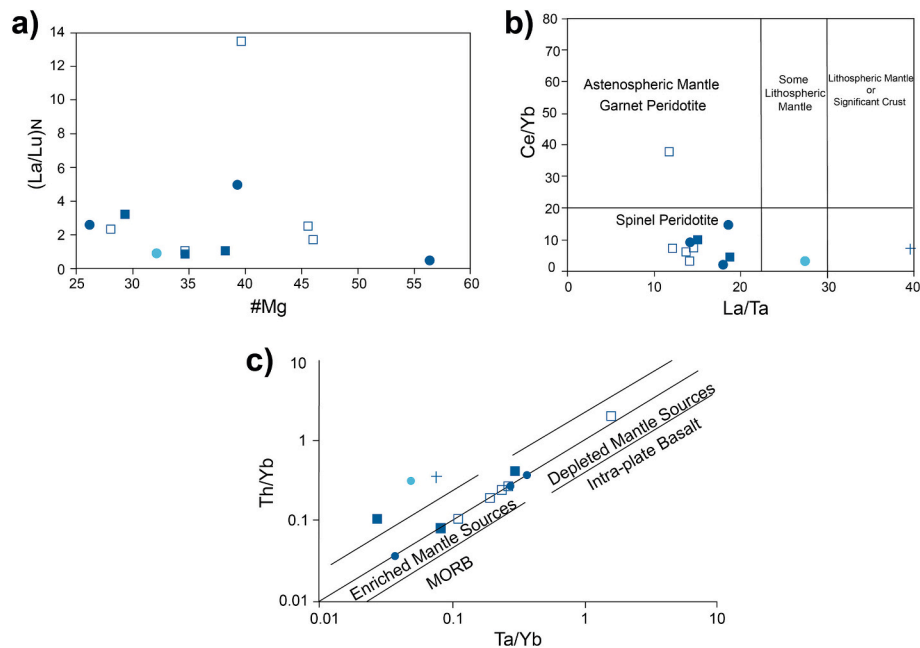 a)
14
12
10
8
6
4
2
0
(La/Lu)N
25
30
35
40
45
50
55
60
#Mg
b)
80
70
60
50
40
30
20
10
0
Ce/Yb
Astenospheric Mantle
Garnet Peridotite
Some
Lithospheric
Mantle
Lithospheric Mantle
or
Significant Crust
Spinel Peridotite
0
10
20
30
40
La/Ta
c)
10
1
0.1
0.01
Th/Yb
Depleted Mantle Sources
Intra-plate Basalt
Enriched Mantle Sources
MORB
0.01
0.1
1
10
Ta/Yb